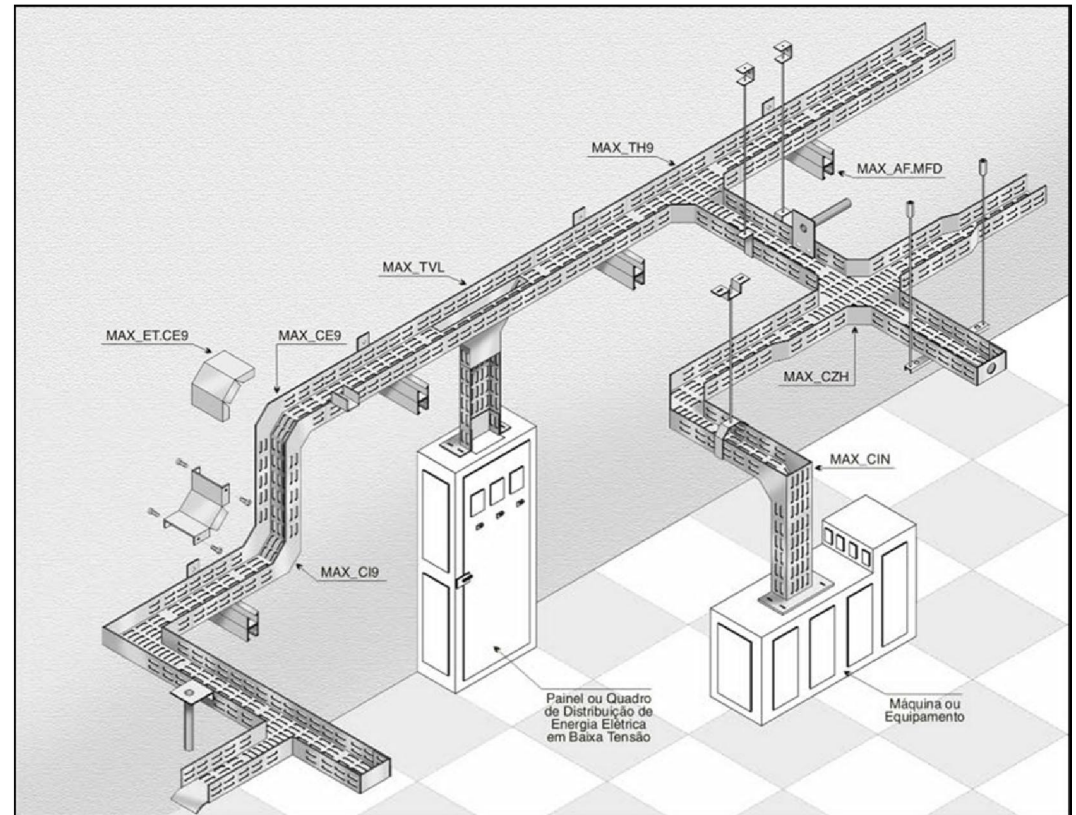 MAX_TH9
MAX_AF.MFD
MAX_TVL
MAX_ET.CE9
MAX_CE9
MAX_CZH
MAX_CIN
MAX_CI9
Painel ou Quadro
de Distribuição de
Energia Elétrica
em Baixa Tensão
Máquina ou
Equipamento